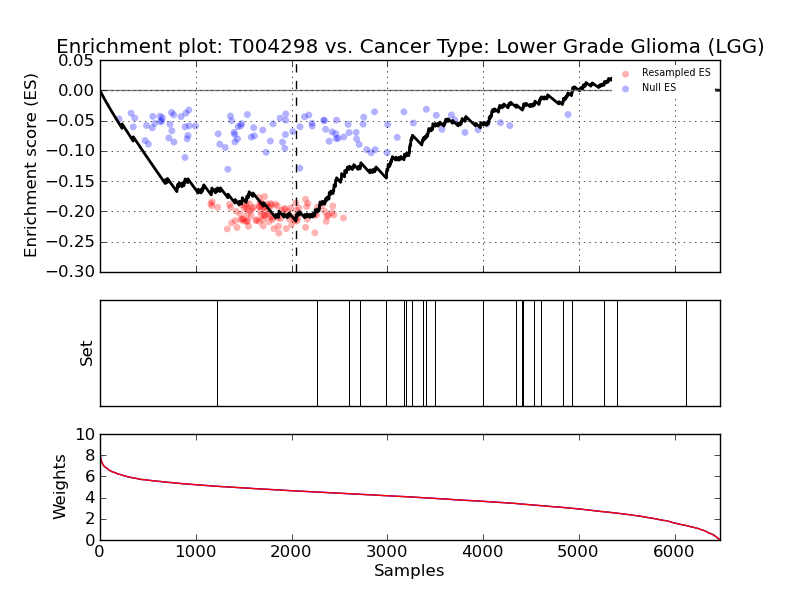 Enrichment plot: T004298 vs. Cancer Type: Lower Grade Glioma (LGG)
Enrichment score (ES)
0.05
0.00
−0.05
−0.10
−0.15
−0.20
−0.25
−0.30
Resampled ES
Null ES
Set
Weights
10
8
6
4
2
0
0 1000 2000 3000 4000 5000 6000
Samples